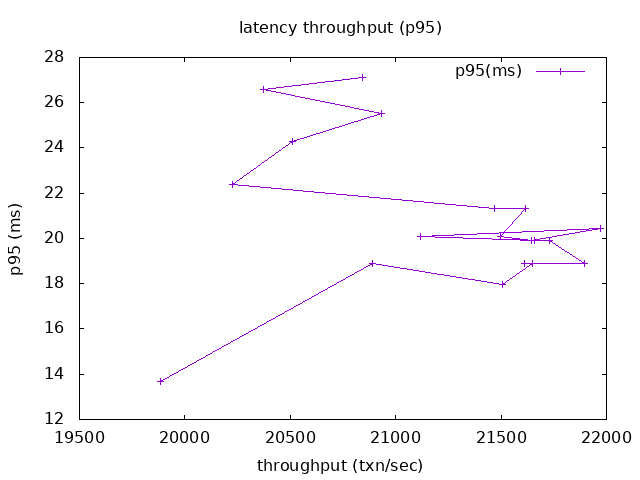 latency throughput (p95)
28
26
24
22
20
18
16
14
12
p95 (ms)
p95(ms)
19500 20000 20500 21000 21500 22000
throughput (txn/sec)